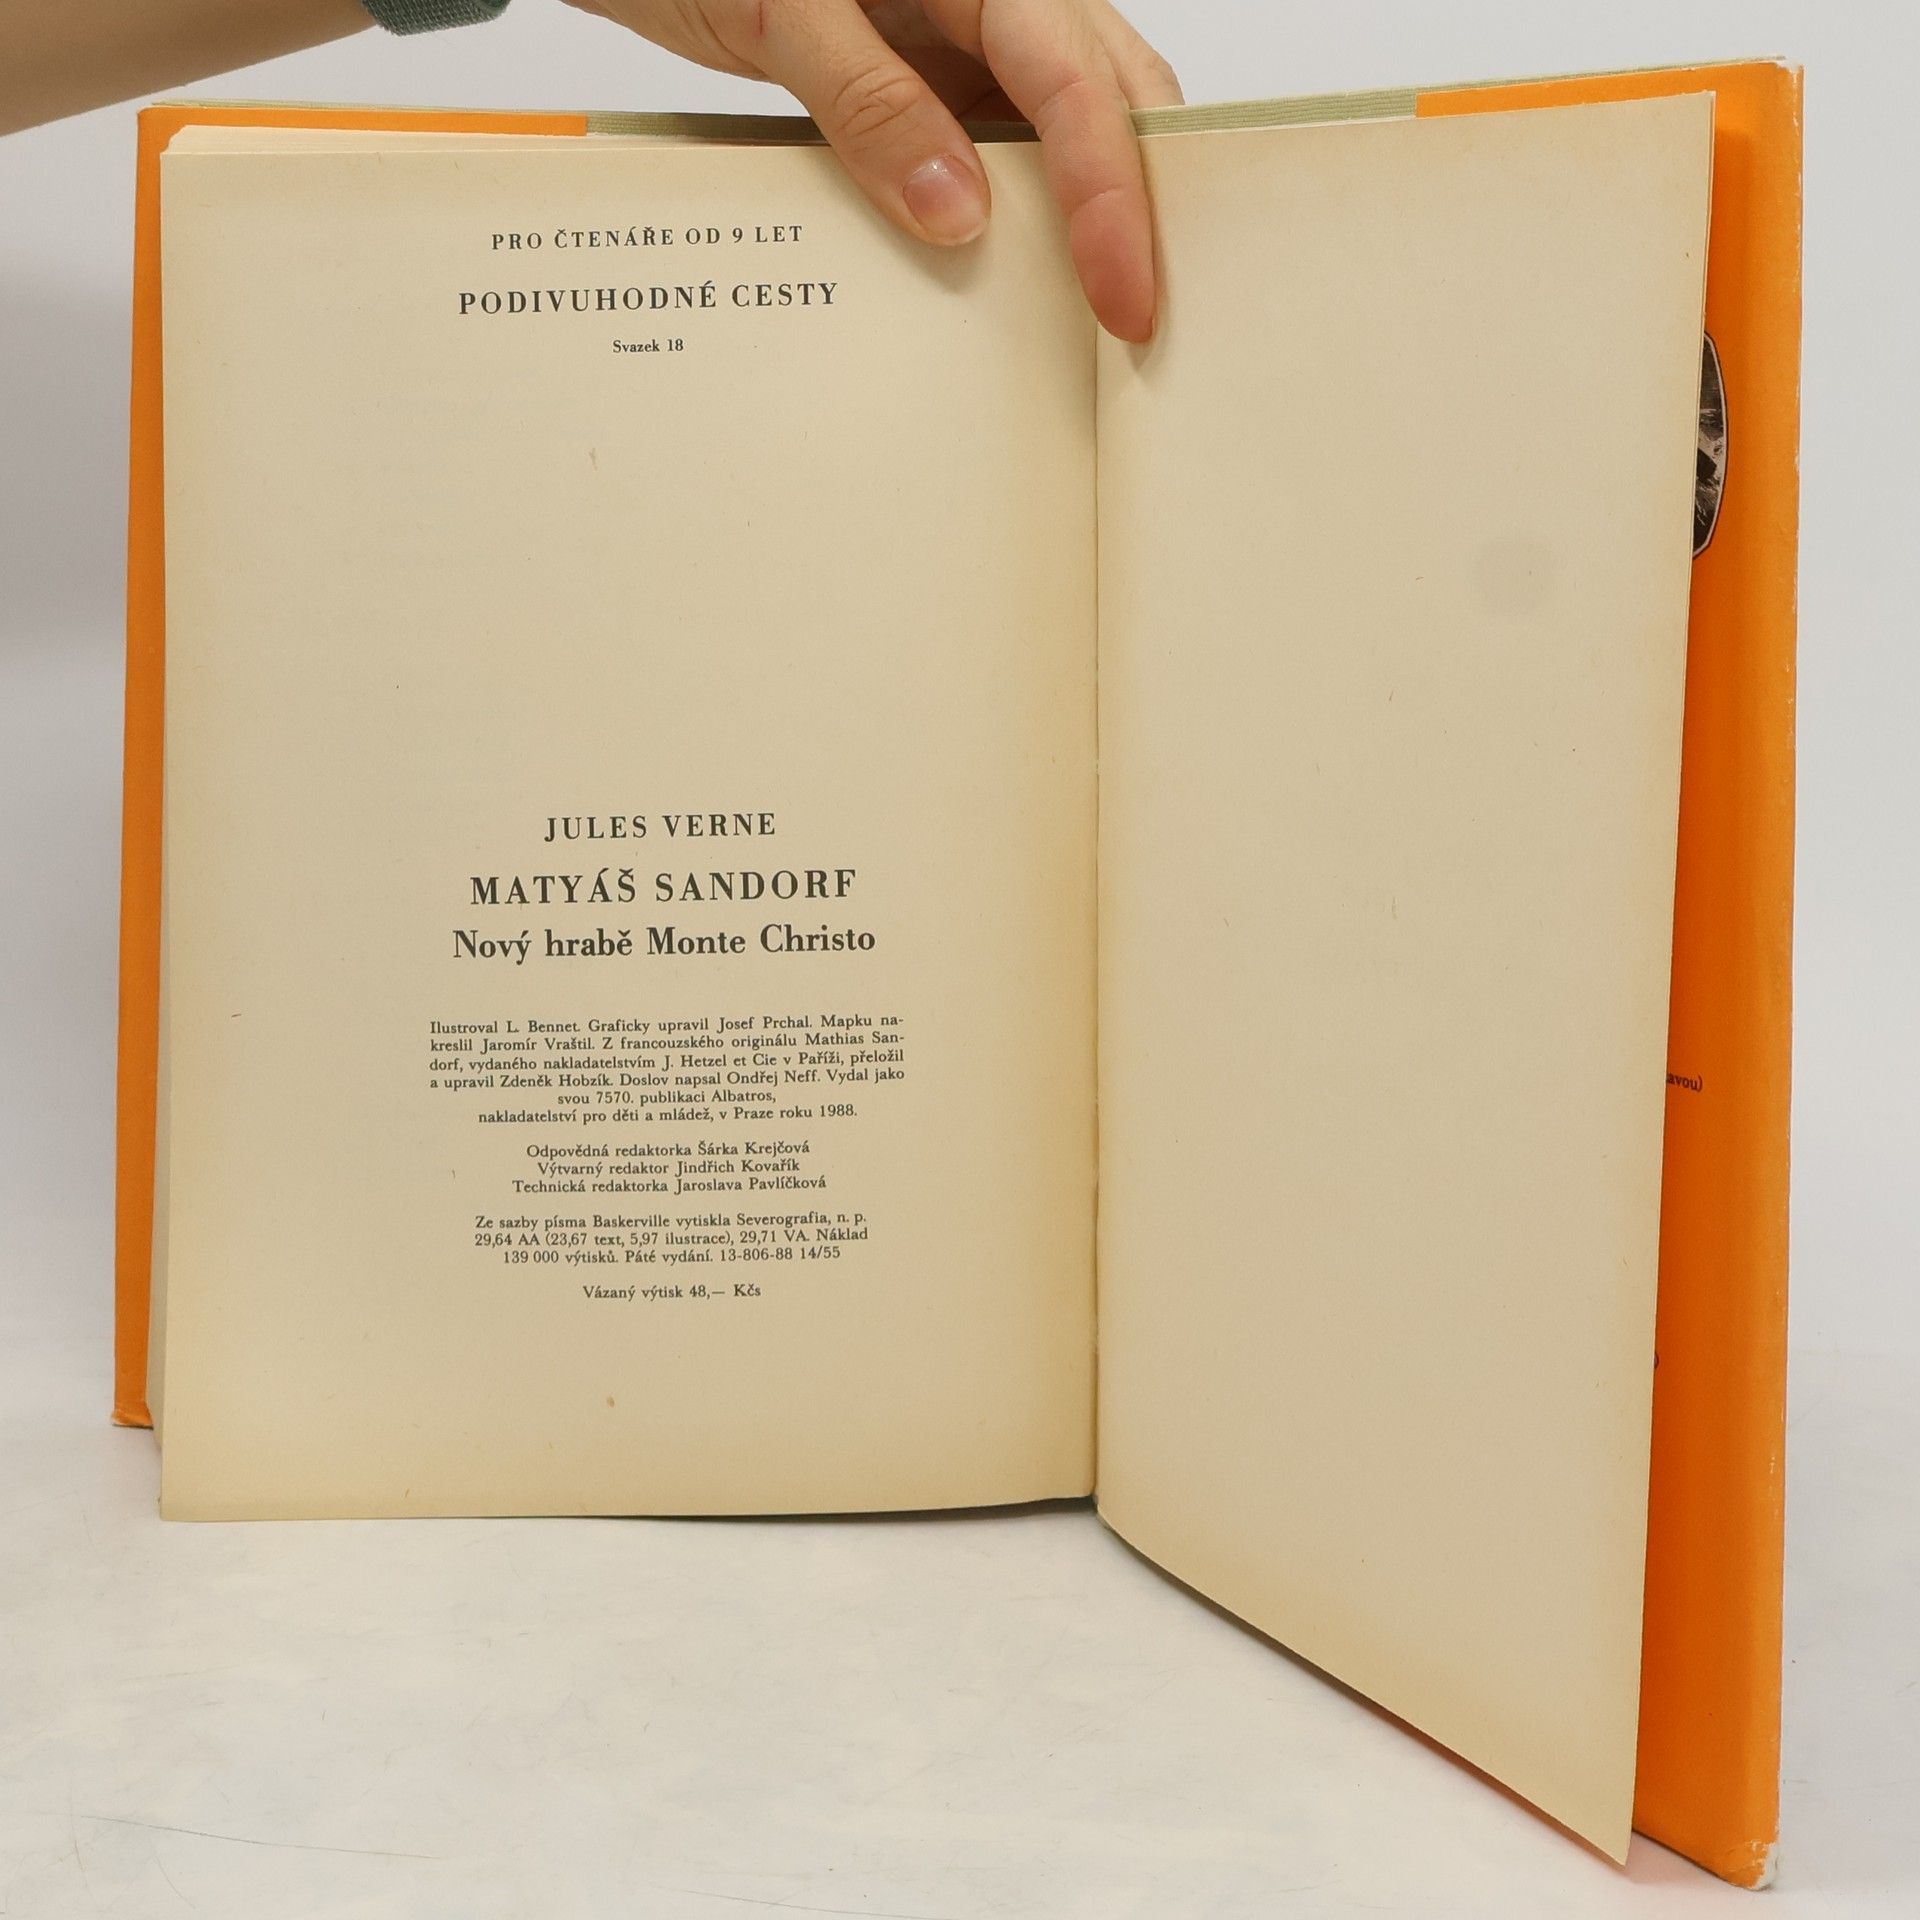 PRO ČTENÁŘE OD 9 LET
PODIVUHODNÉ CESTY
Svazek 18
JULES VERNE
MATYÁŠ SANDORF
Nový hrabě Monte Christo
Ilustroval L. Bennet. Graficky upravil Josef Prchal. Mapku na-
kreslil Jaromír Vraštil. Z francouzského originálu Mathias San-
dorf, vydaného nakladatelstvím J. Hetzel et Cie v Paříži, přeložil
a upravil Zdeněk Hobzík. Doslov napsal Ondřej Neff. Vydal jako
svou 7570. publikaci Albatros,
nakladatelství pro děti a mládež, v Praze roku 1988.
Odpovědná redaktorka Šárka Krejčová
Výtvarný redaktor Jindřich Kovařík
Technická redaktorka Jaroslava Pavlíčková
Ze sazby písma Baskerville vytiskla Severografia, n. p.
29,64 AA (23,67 text, 5,97 ilustrace), 29,71 VA. Náklad
139 000 výtisků. Páté vydání. 13-806-88 14/55
Vázaný výtisk 48,— Kčs